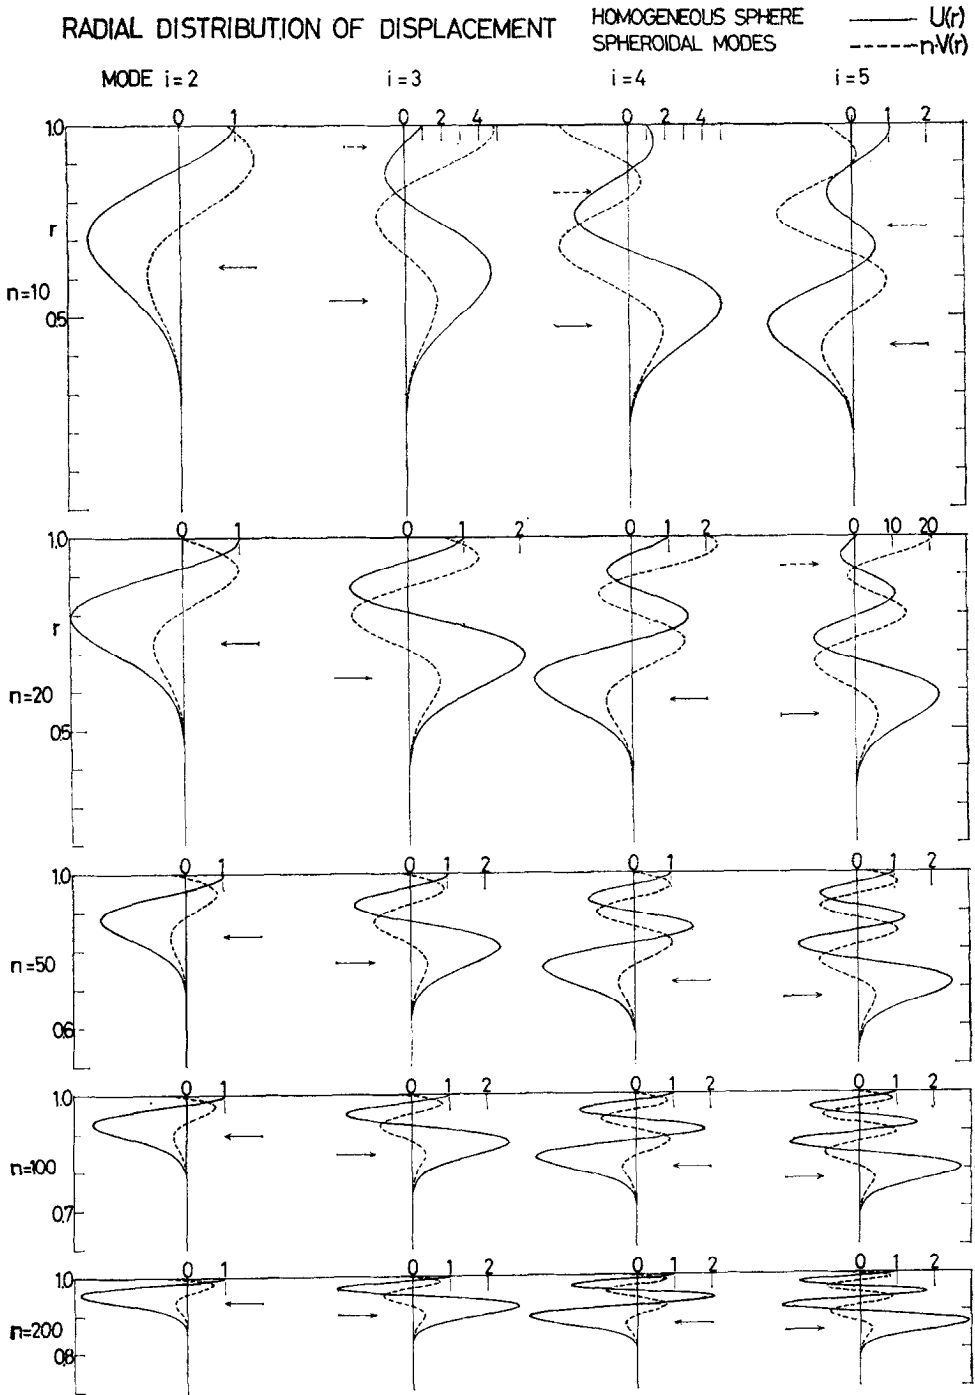 RADIAL DISTRIBUTION OF DISPLACEMENT
HOMOGENEOUS SPHERE
SPHEROIDAL MODES
U(r)
n·V(r)
MODE i=2 i=3 i=4 i=5
0 1 0 2 4 0 2 4 0 1 2
1.0
r
n=10
0.5
0 1 0 1 2 0 1 2 0 10 20
1.0
r
n=20
0.5
0 1 0 1 2 0 1 0 1 2
1.0
n=50
0.6
0 1 0 1 2 0 1 2 0 1 2
1.0
n=100
0.7
0 1 0 1 2 0 1 2 0 1 2
1.0
n=200
0.8